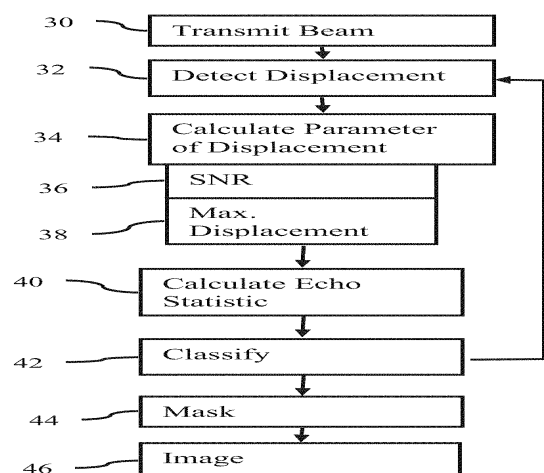 30 Transmit Beam
32 Detect Displacement
34 Calculate Parameter
of Displacement
36 SNR
38 Max.
Displacement
40 Calculate Echo
Statistic
42 Classify
44 Mask
46 Image